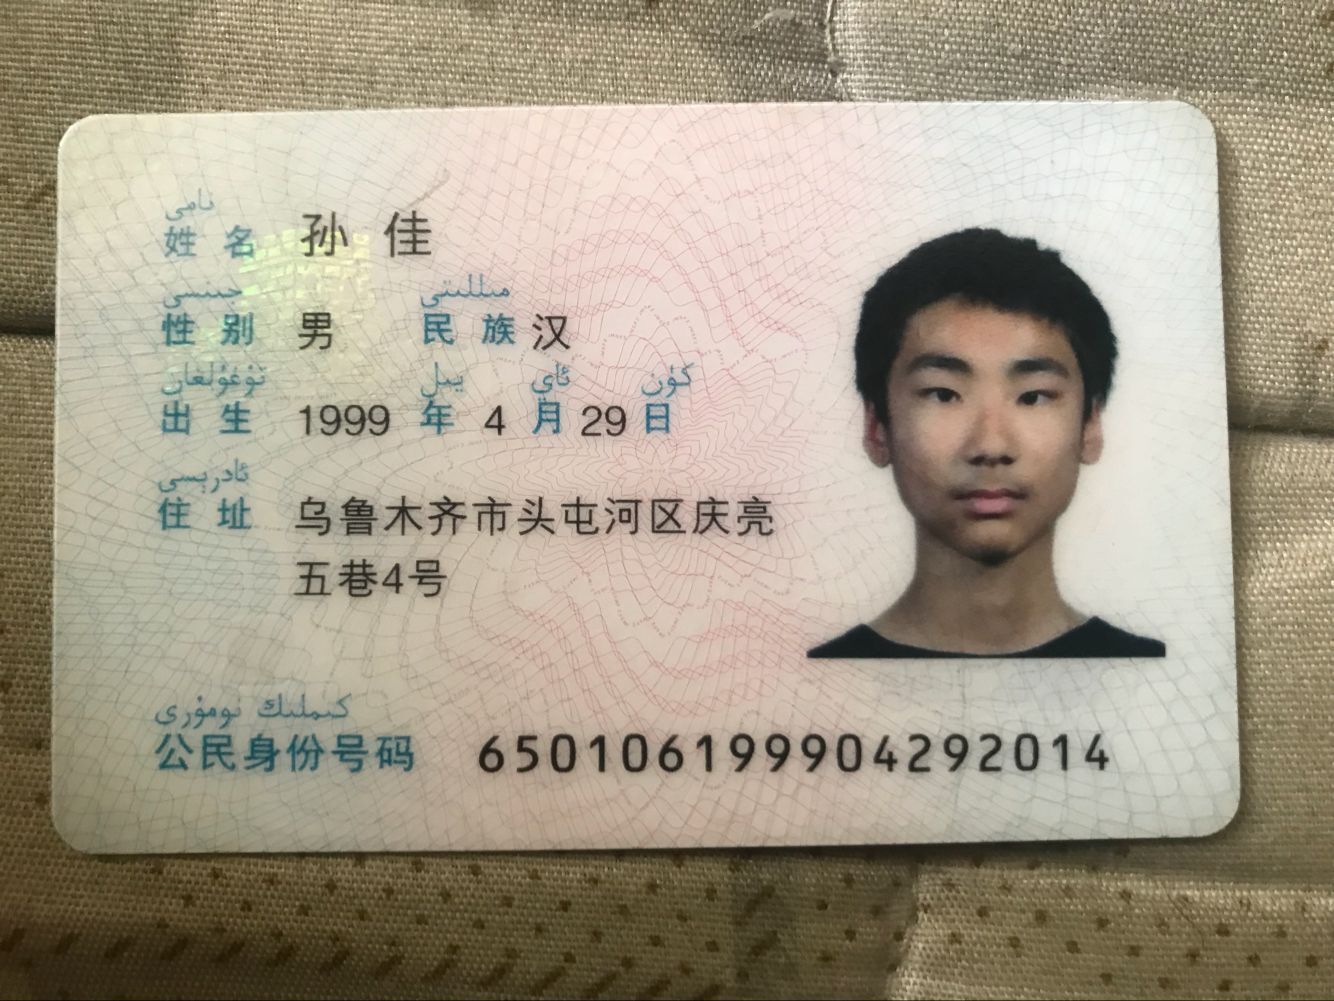 نامى
姓名 孙佳
جىنسى مىللىتى
性别 男 民族 汉
تۇغۇلغان يىل ئاي كۈن
出生 1999 年 4 月 29 日
ئادرېسى
住址 乌鲁木齐市头屯河区庆亮
五巷4号
كىملىك نومۇرى
公民身份号码 650106199904292014